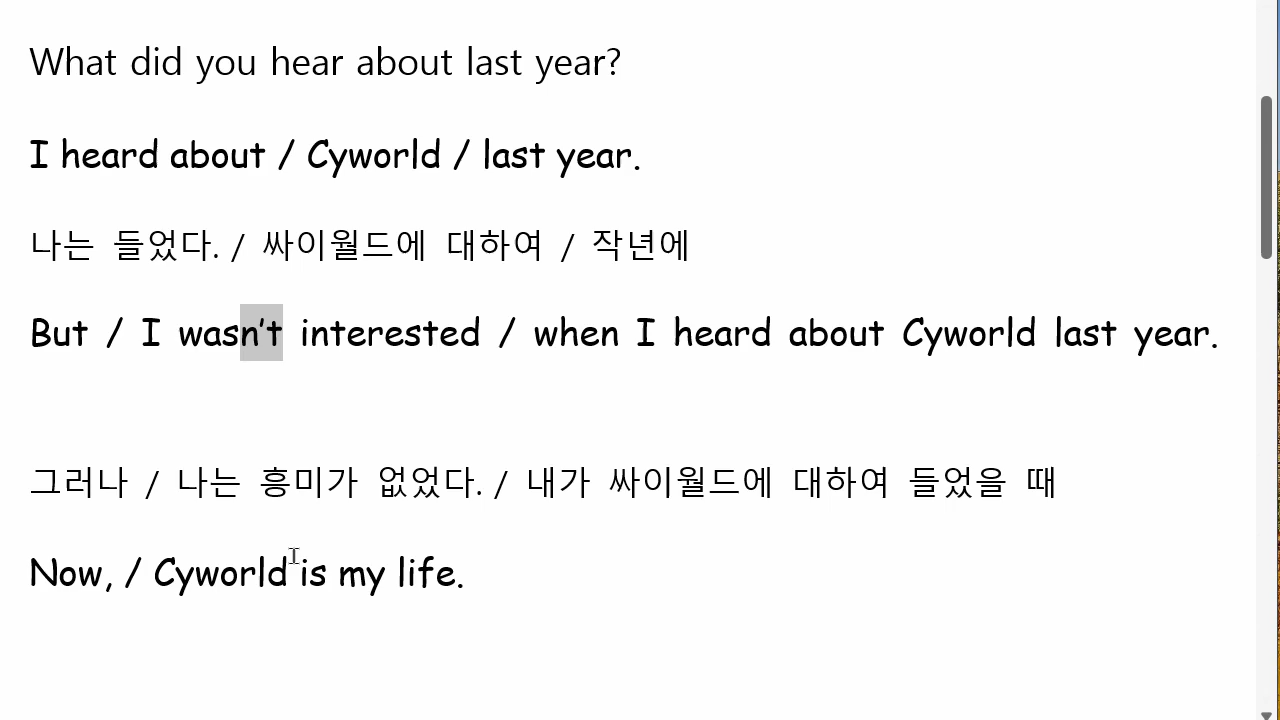 What did you hear about last year?
I heard about / Cyworld / last year.
나는 들었다. / 싸이월드에 대하여 / 작년에
But / I wasn't interested / when I heard about Cyworld last year.
그러나 / 나는 흥미가 없었다. / 내가 싸이월드에 대하여 들었을 때
Now, / Cyworld is my life.